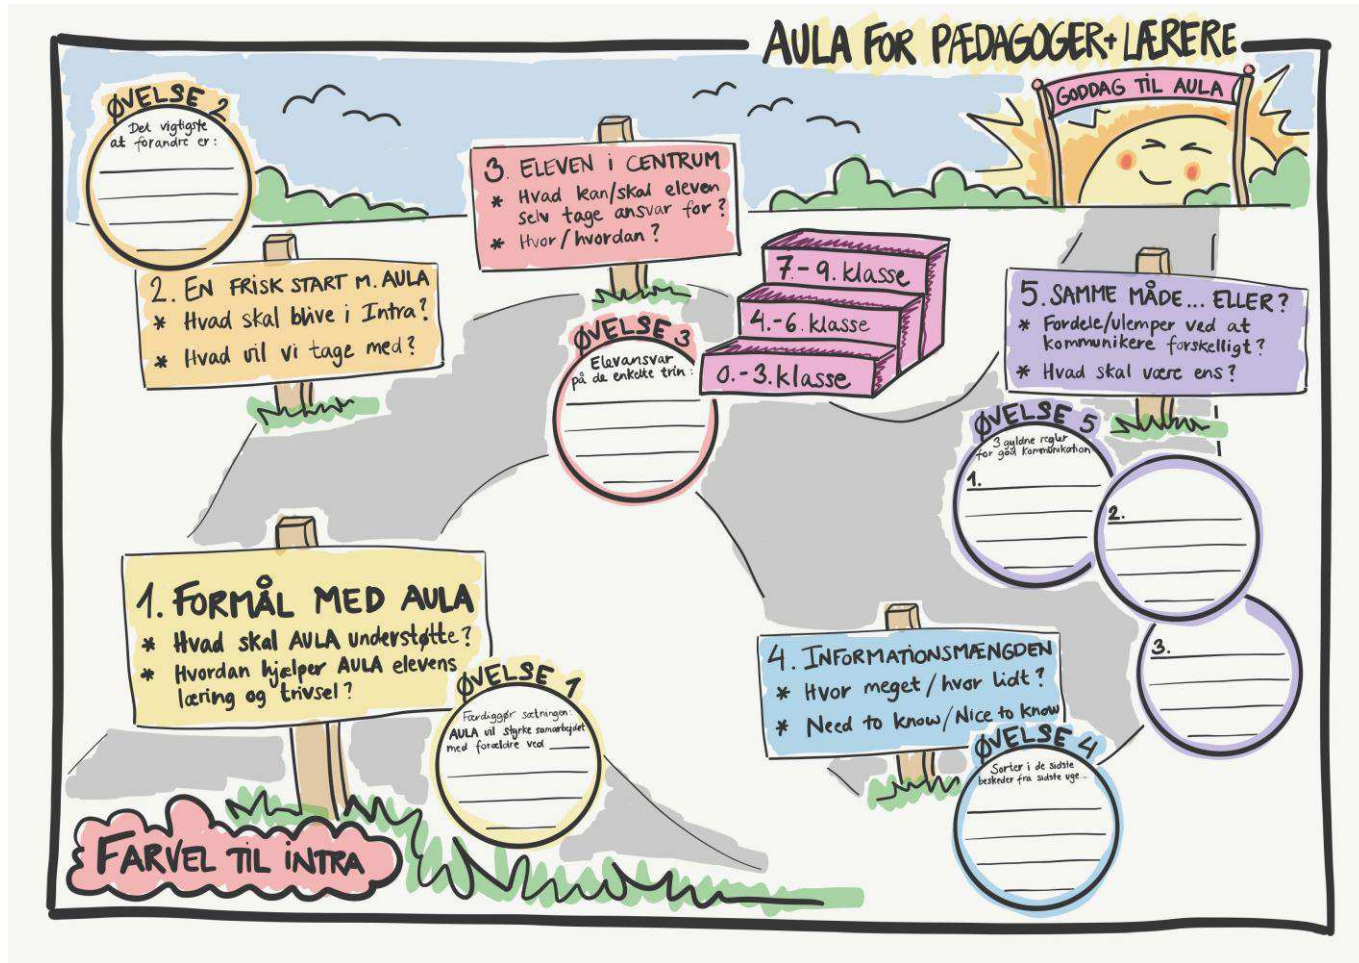 AULA FOR PÆDAGOGER + LÆRERE
GODDAG TIL AULA
ØVELSE 2
Det vigtigste
at forandre er:
2. EN FRISK START M. AULA
* Hvad skal blive i Intra?
* Hvad vil vi tage med?
3. ELEVEN I CENTRUM
* Hvad kan/skal eleven
selv tage ansvar for?
* Hvor/hvordan?
ØVELSE 3
Elevansvar
på de enkelte trin:
7.-9. klasse
4.-6. klasse
0.-3. klasse
5. SAMME MÅDE... ELLER?
* Fordele/ulemper ved at
kommunikere forskelligt?
* Hvad skal være ens?
ØVELSE 5
3 gyldne regler
for god kommunikation
1.
2.
3.
1. FORMÅL MED AULA
* Hvad skal AULA understøtte?
* Hvordan hjælper AULA elevens
læring og trivsel?
ØVELSE 1
Færdiggør sætningen:
AULA vil styrke samarbejdet
med forældre ved
4. INFORMATIONSMÆNGDEN
* Hvor meget/hvor lidt?
* Need to know/Nice to know
ØVELSE 4
Sorter i de sidste
beskeder fra sidste uge...
FARVEL TIL INTRA